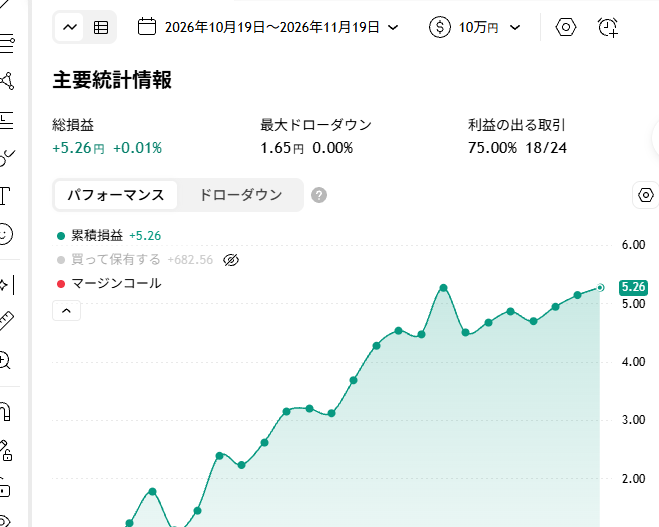 2026年10月19日〜2026年11月19日 10万円
主要統計情報
総損益 最大ドローダウン 利益の出る取引
+5.26円 +0.01% 1.65円 0.00% 75.00% 18/24
パフォーマンス ドローダウン ?
累積損益 +5.26
買って保有する +682.56
マージンコール
6.00
5.26
5.00
4.00
3.00
2.00